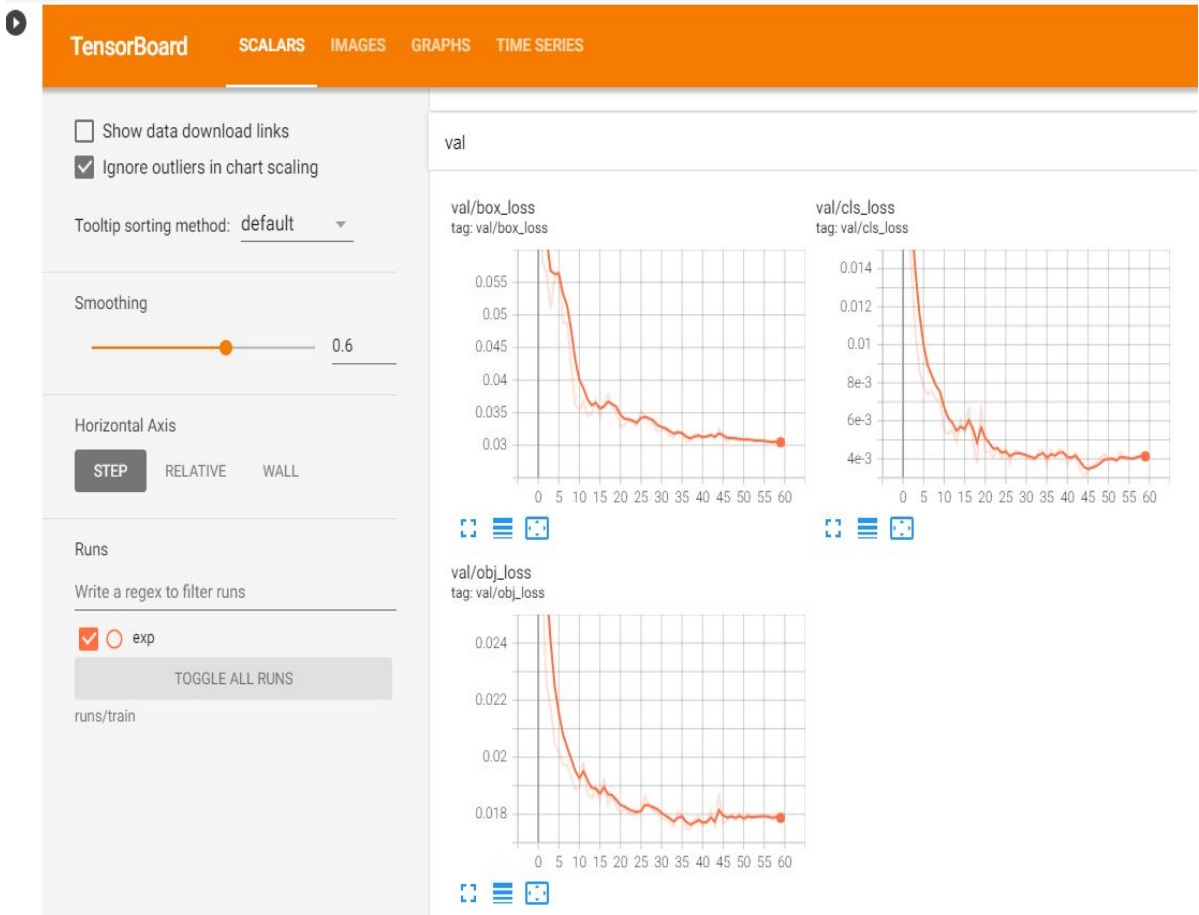 TensorBoard SCALARS IMAGES GRAPHS TIME SERIES
Show data download links
Ignore outliers in chart scaling
Tooltip sorting method: default
Smoothing
0.6
Horizontal Axis
STEP RELATIVE WALL
Runs
Write a regex to filter runs
exp
TOGGLE ALL RUNS
runs/train
val
val/box_loss
tag: val/box_loss
0.055
0.05
0.045
0.04
0.035
0.03
0 5 10 15 20 25 30 35 40 45 50 55 60
val/cls_loss
tag: val/cls_loss
0.014
0.012
0.01
8e-3
6e-3
4e-3
0 5 10 15 20 25 30 35 40 45 50 55 60
val/obj_loss
tag: val/obj_loss
0.024
0.022
0.02
0.018
0 5 10 15 20 25 30 35 40 45 50 55 60